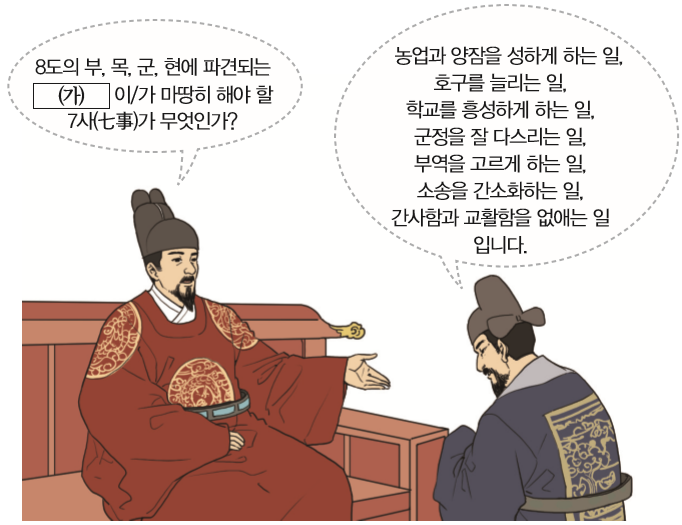 8도의 부, 목, 군, 현에 파견되는
(가) 이/가 마땅히 해야 할
7사(七事)가 무엇인가?
농업과 양잠을 성하게 하는 일,
호구를 늘리는 일,
학교를 흥성하게 하는 일,
군정을 잘 다스리는 일,
부역을 고르게 하는 일,
소송을 간소화하는 일,
간사함과 교활함을 없애는 일
입니다.